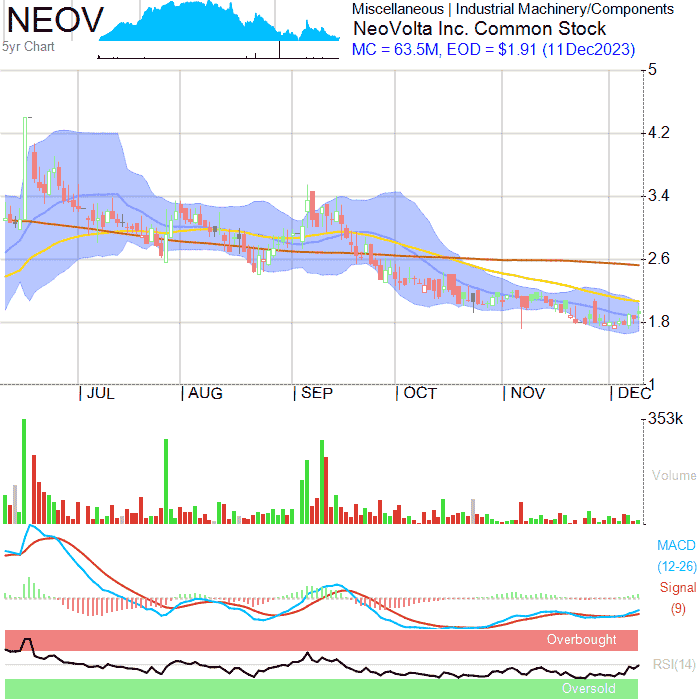 NEOV
5yr Chart
Miscellaneous | Industrial Machinery/Components
NeoVolta Inc. Common Stock
MC = 63.5M, EOD = $1.91 (11Dec2023)
5
4.2
3.4
2.6
1.8
1
JUL AUG SEP OCT NOV DEC
353k
Volume
MACD
(12-26)
Signal
(9)
Overbought
RSI(14)
Oversold